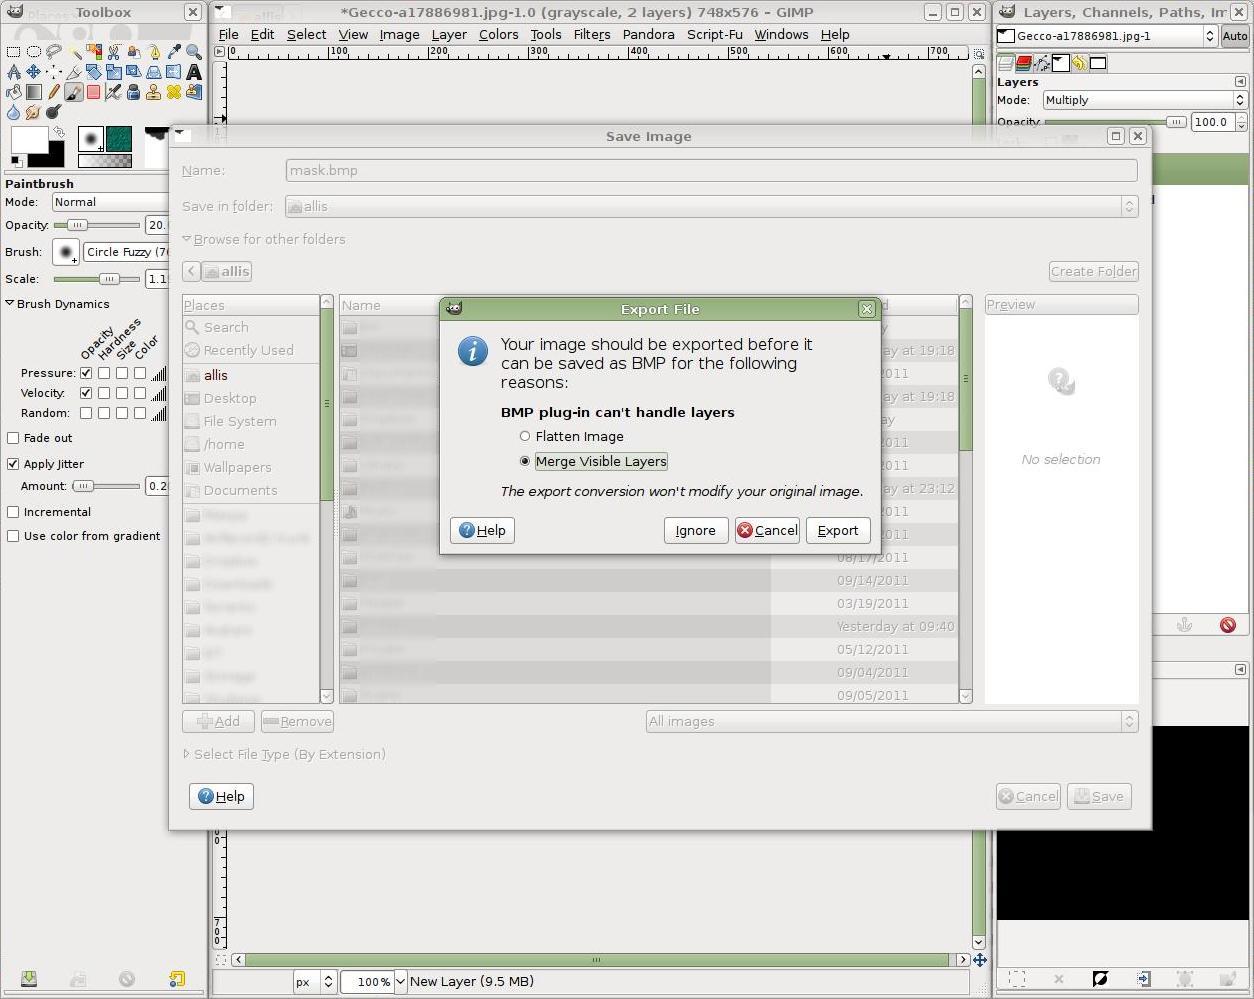 Toolbox
*Gecco-a17886981.jpg-1.0 (grayscale, 2 layers) 748x576 – GIMP
Layers, Channels, Paths, Im
File Edit Select View Image Layer Colors Tools Filters Pandora Script-Fu Windows Help
0 100 200 300 400 500 600 700
Gecco-a17886981.jpg-1
Auto
Layers
Mode: Multiply
Opacity: 100.0
Paintbrush
Mode: Normal
Opacity: 20.
Brush: Circle Fuzzy (76
Scale: 1.1
Brush Dynamics
Opacity
Hardness
Size
Color
Pressure:
Velocity:
Random:
Fade out
Apply Jitter
Amount: 0.20
Incremental
Use color from gradient
Save Image
Name: mask.bmp
Save in folder: allis
Browse for other folders
allis
Create Folder
Places
Search
Recently Used
allis
Desktop
File System
/home
Wallpapers
Documents
Name
d
y
ay at 19:18
2011
ay at 19:18
ay
2011
2011
ay at 23:12
2011
2011
08/17/2011
09/14/2011
03/19/2011
Yesterday at 09:40
05/12/2011
09/04/2011
09/05/2011
Preview
No selection
Export File
Your image should be exported before it
can be saved as BMP for the following
reasons:
BMP plug-in can't handle layers
Flatten Image
Merge Visible Layers
The export conversion won't modify your original image.
Help Ignore Cancel Export
Add Remove
All images
Select File Type (By Extension)
Help Cancel Save
px 100% New Layer (9.5 MB)